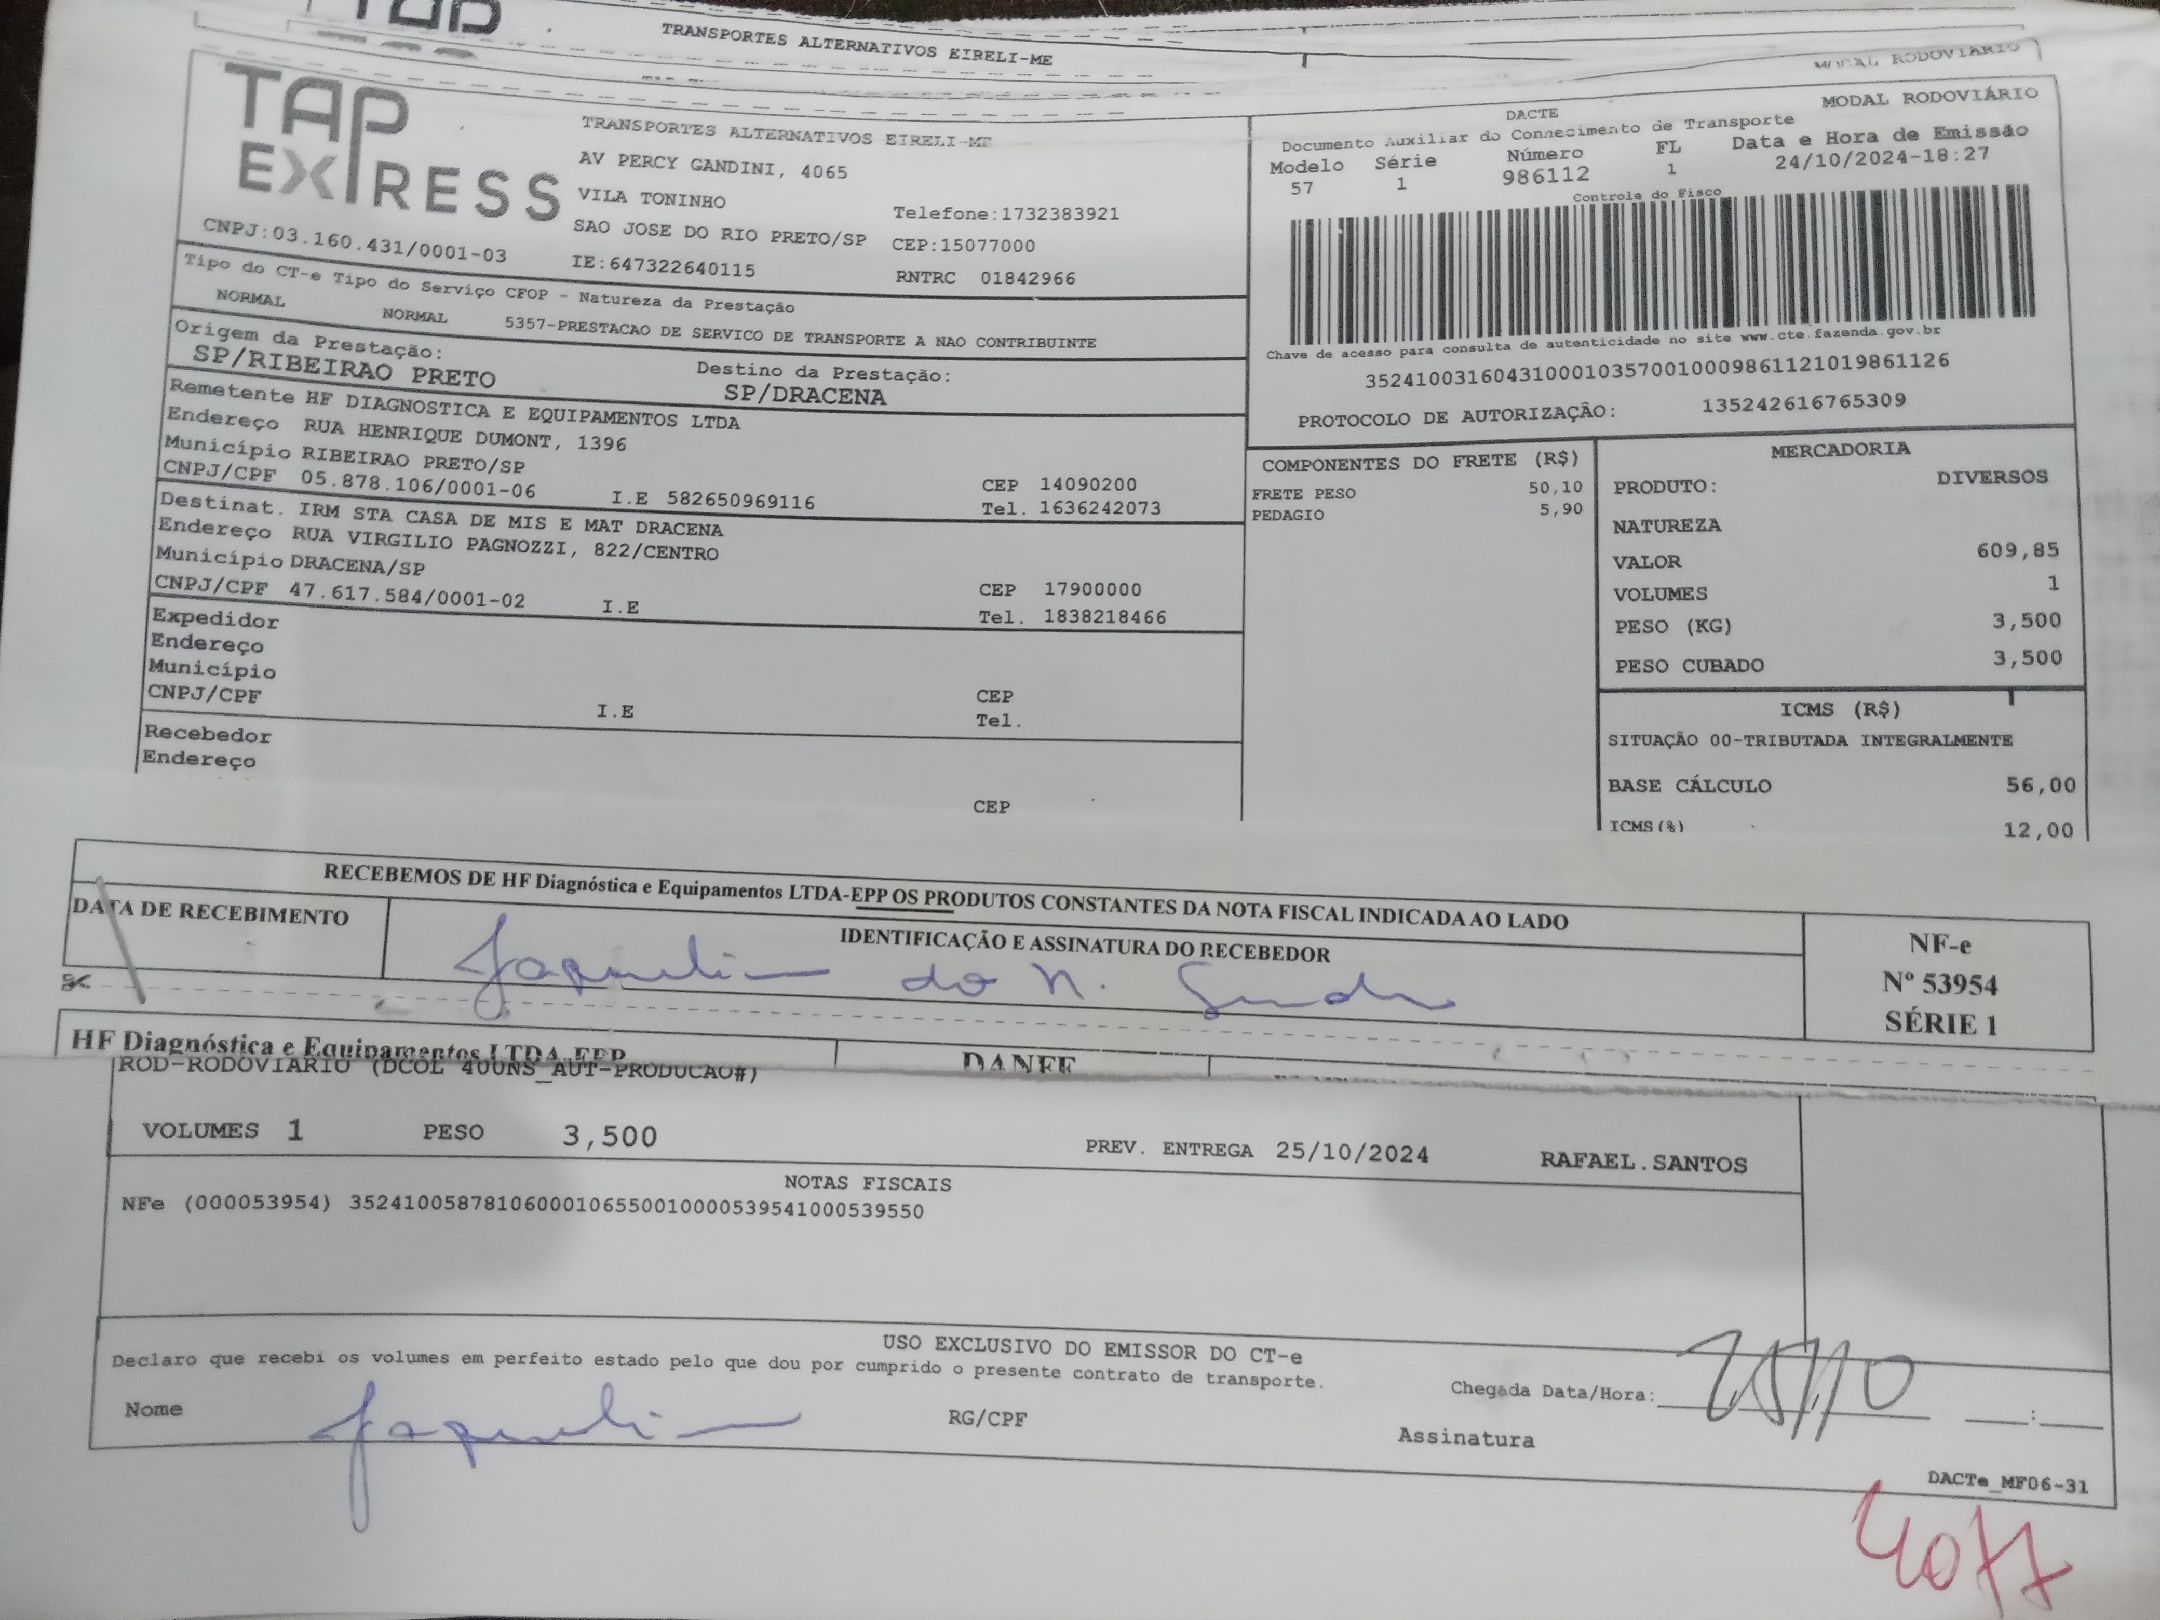 TRANSPORTES ALTERNATIVOS EIRELI-ME
MODAL RODOVIÁRIO
TAP
EXPRESS
TRANSPORTES ALTERNATIVOS EIRELI-ME
AV PERCY GANDINI, 4065
VILA TONINHO
Telefone:1732383921
SAO JOSE DO RIO PRETO/SP CEP:15077000
CNPJ:03.160.431/0001-03
IE:647322640115
RNTRC 01842966
DACTE
MODAL RODOVIÁRIO
Documento Auxiliar do Conhecimento de Transporte
Modelo Série Número FL Data e Hora de Emissão
57 1 986112 1 24/10/2024-18:27
Controle do Fisco
Chave de acesso para consulta de autenticidade no site www.cte.fazenda.gov.br
35241003160431000103570010009861121019861126
PROTOCOLO DE AUTORIZAÇÃO: 135242616765309
Tipo do CT-e Tipo do Serviço CFOP - Natureza da Prestação
NORMAL NORMAL 5357-PRESTACAO DE SERVICO DE TRANSPORTE A NAO CONTRIBUINTE
Origem da Prestação: Destino da Prestação:
SP/RIBEIRAO PRETO SP/DRACENA
Remetente HF DIAGNOSTICA E EQUIPAMENTOS LTDA
Endereço RUA HENRIQUE DUMONT, 1396
Município RIBEIRAO PRETO/SP CEP 14090200
CNPJ/CPF 05.878.106/0001-06 I.E 582650969116 Tel. 1636242073
Destinat. IRM STA CASA DE MIS E MAT DRACENA
Endereço RUA VIRGILIO PAGNOZZI, 822/CENTRO
Município DRACENA/SP CEP 17900000
CNPJ/CPF 47.617.584/0001-02 I.E Tel. 1838218466
Expedidor
Endereço
Município CEP
CNPJ/CPF I.E Tel.
Recebedor
Endereço
CEP
COMPONENTES DO FRETE (R$)
FRETE PESO 50,10
PEDAGIO 5,90
MERCADORIA
PRODUTO: DIVERSOS
NATUREZA
VALOR 609,85
VOLUMES 1
PESO (KG) 3,500
PESO CUBADO 3,500
ICMS (R$)
SITUAÇÃO 00-TRIBUTADA INTEGRALMENTE
BASE CÁLCULO 56,00
ICMS(%) 12,00
RECEBEMOS DE HF Diagnóstica e Equipamentos LTDA-EPP OS PRODUTOS CONSTANTES DA NOTA FISCAL INDICADA AO LADO
DATA DE RECEBIMENTO
IDENTIFICAÇÃO E ASSINATURA DO RECEBEDOR
NF-e
Nº 53954
SÉRIE 1
HF Diagnóstica e Equipamentos LTDA-EPP
DANFE
ROD-RODOVIARIO (DCOL 400NS_AUT-PRODUCAO#)
VOLUMES 1 PESO 3,500 PREV. ENTREGA 25/10/2024 RAFAEL.SANTOS
NOTAS FISCAIS
NFe (000053954) 35241005878106000106550010000539541000539550
USO EXCLUSIVO DO EMISSOR DO CT-e
Declaro que recebi os volumes em perfeito estado pelo que dou por cumprido o presente contrato de transporte.
Chegada Data/Hora: 25/10 :
Nome RG/CPF Assinatura
DACTe_MF06-31